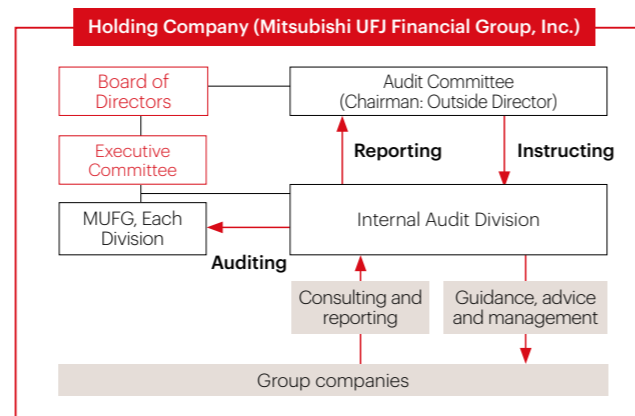 Holding Company (Mitsubishi UFJ Financial Group, Inc.)
Board of
Directors
Audit Committee
(Chairman: Outside Director)
Executive
Committee
Reporting
Instructing
MUFG, Each
Division
Internal Audit Division
Auditing
Consulting and
reporting
Guidance, advice
and management
Group companies